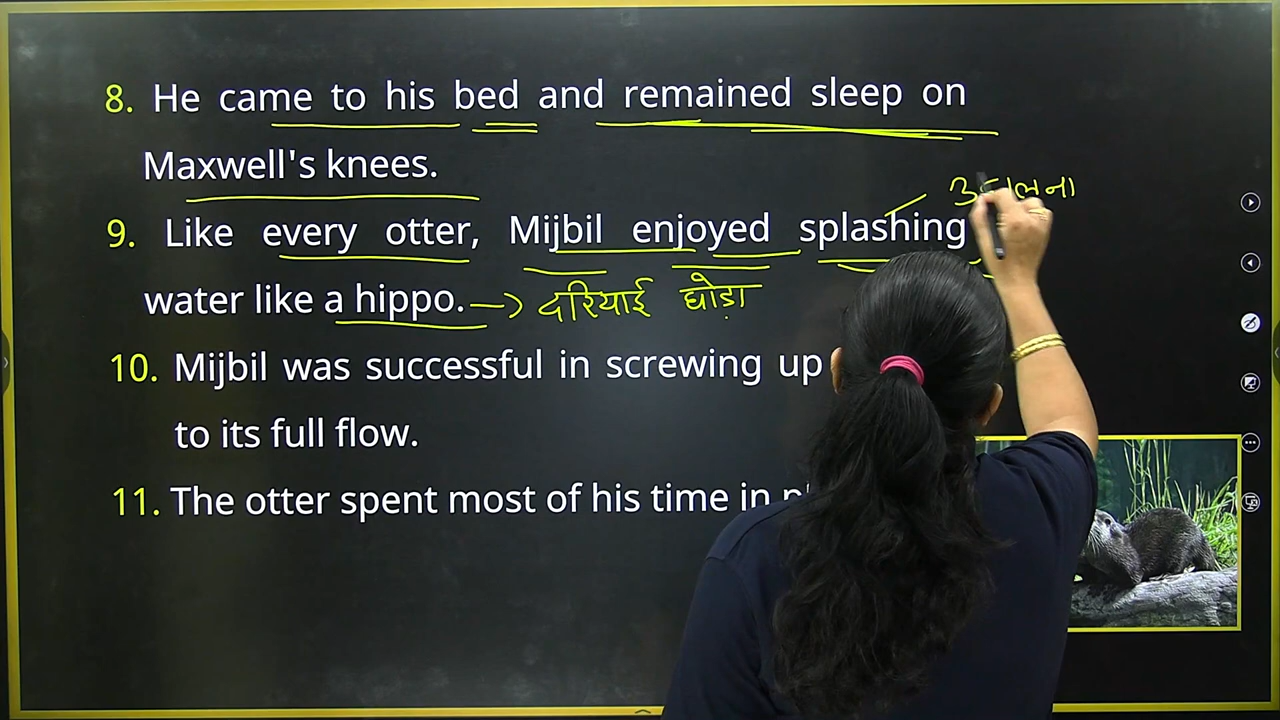 8. He came to his bed and remained sleep on
Maxwell's knees.
9. Like every otter, Mijbil enjoyed splashing
water like a hippo. → दरियाई घोड़ा
10. Mijbil was successful in screwing up
to its full flow.
11. The otter spent most of his time in